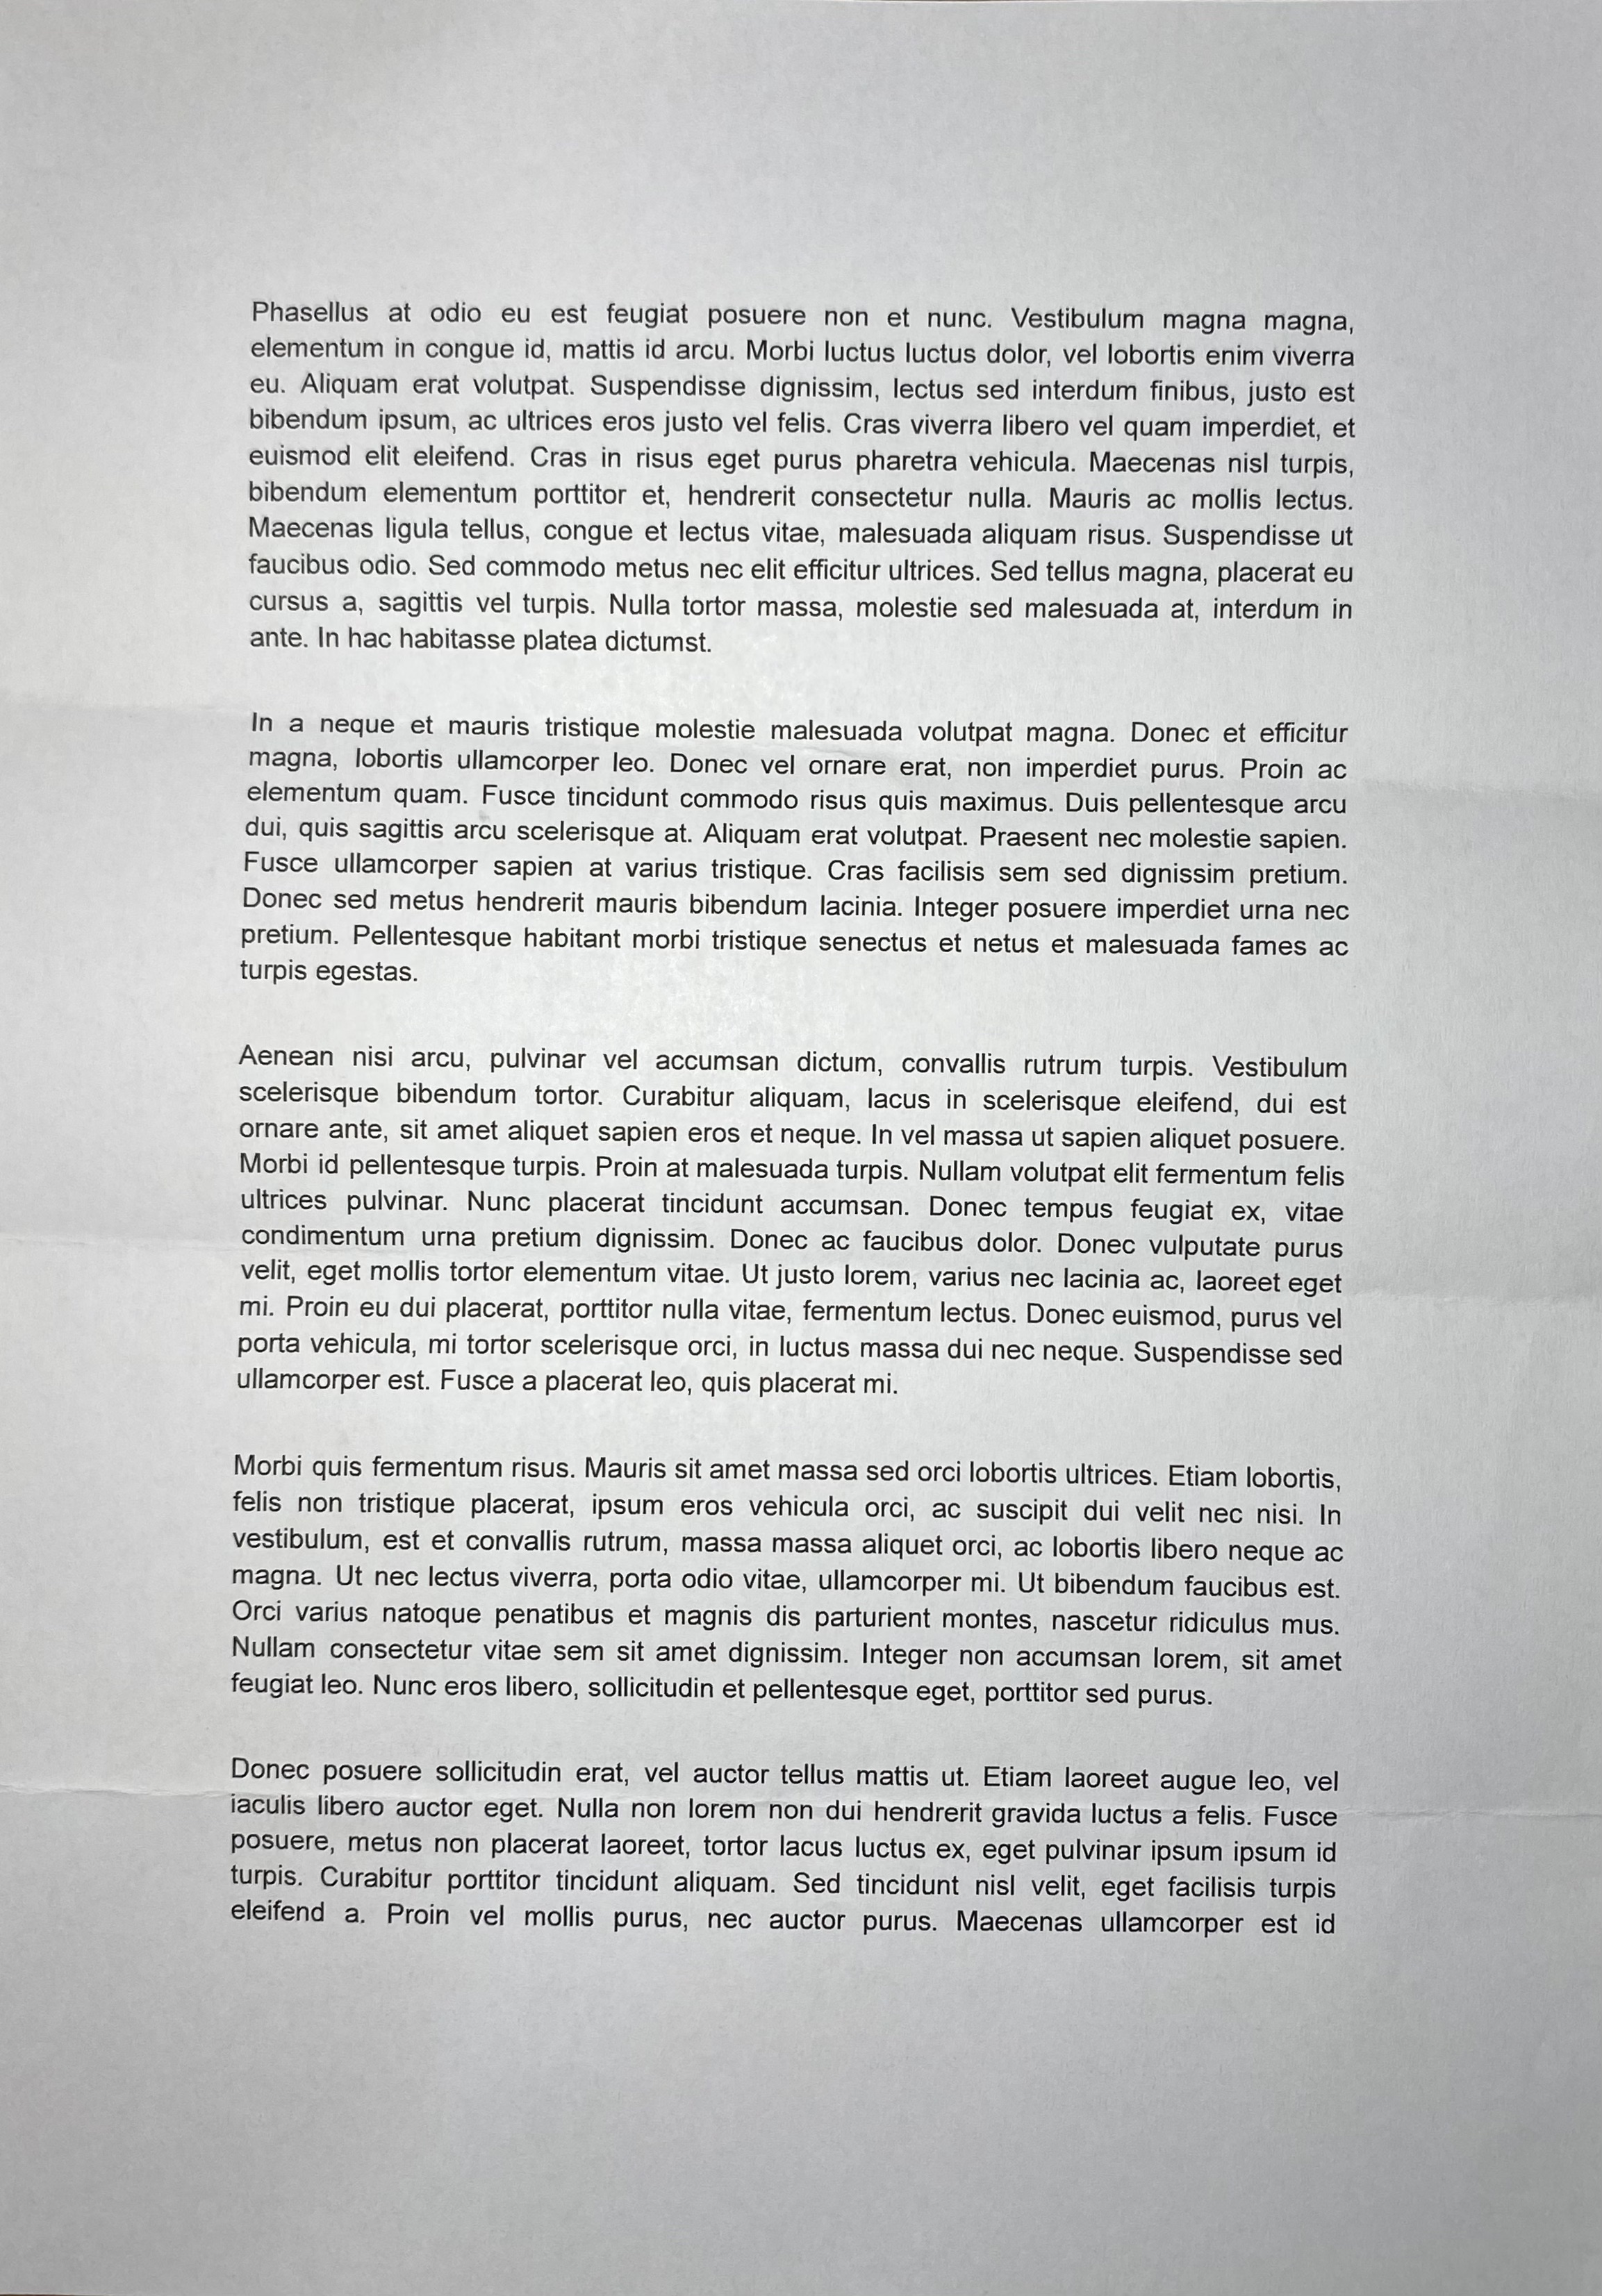 Phasellus at odio eu est feugiat posuere non et nunc. Vestibulum magna magna,
elementum in congue id, mattis id arcu. Morbi luctus luctus dolor, vel lobortis enim viverra
eu. Aliquam erat volutpat. Suspendisse dignissim, lectus sed interdum finibus, justo est
bibendum ipsum, ac ultrices eros justo vel felis. Cras viverra libero vel quam imperdiet, et
euismod elit eleifend. Cras in risus eget purus pharetra vehicula. Maecenas nisl turpis,
bibendum elementum porttitor et, hendrerit consectetur nulla. Mauris ac mollis lectus.
Maecenas ligula tellus, congue et lectus vitae, malesuada aliquam risus. Suspendisse ut
faucibus odio. Sed commodo metus nec elit efficitur ultrices. Sed tellus magna, placerat eu
cursus a, sagittis vel turpis. Nulla tortor massa, molestie sed malesuada at, interdum in
ante. In hac habitasse platea dictumst.
In a neque et mauris tristique molestie malesuada volutpat magna. Donec et efficitur
magna, lobortis ullamcorper leo. Donec vel ornare erat, non imperdiet purus. Proin ac
elementum quam. Fusce tincidunt commodo risus quis maximus. Duis pellentesque arcu
dui, quis sagittis arcu scelerisque at. Aliquam erat volutpat. Praesent nec molestie sapien.
Fusce ullamcorper sapien at varius tristique. Cras facilisis sem sed dignissim pretium.
Donec sed metus hendrerit mauris bibendum lacinia. Integer posuere imperdiet urna nec
pretium. Pellentesque habitant morbi tristique senectus et netus et malesuada fames ac
turpis egestas.
Aenean nisi arcu, pulvinar vel accumsan dictum, convallis rutrum turpis. Vestibulum
scelerisque bibendum tortor. Curabitur aliquam, lacus in scelerisque eleifend, dui est
ornare ante, sit amet aliquet sapien eros et neque. In vel massa ut sapien aliquet posuere.
Morbi id pellentesque turpis. Proin at malesuada turpis. Nullam volutpat elit fermentum felis
ultrices pulvinar. Nunc placerat tincidunt accumsan. Donec tempus feugiat ex, vitae
condimentum urna pretium dignissim. Donec ac faucibus dolor. Donec vulputate purus
velit, eget mollis tortor elementum vitae. Ut justo lorem, varius nec lacinia ac, laoreet eget
mi. Proin eu dui placerat, porttitor nulla vitae, fermentum lectus. Donec euismod, purus vel
porta vehicula, mi tortor scelerisque orci, in luctus massa dui nec neque. Suspendisse sed
ullamcorper est. Fusce a placerat leo, quis placerat mi.
Morbi quis fermentum risus. Mauris sit amet massa sed orci lobortis ultrices. Etiam lobortis,
felis non tristique placerat, ipsum eros vehicula orci, ac suscipit dui velit nec nisi. In
vestibulum, est et convallis rutrum, massa massa aliquet orci, ac lobortis libero neque ac
magna. Ut nec lectus viverra, porta odio vitae, ullamcorper mi. Ut bibendum faucibus est.
Orci varius natoque penatibus et magnis dis parturient montes, nascetur ridiculus mus.
Nullam consectetur vitae sem sit amet dignissim. Integer non accumsan lorem, sit amet
feugiat leo. Nunc eros libero, sollicitudin et pellentesque eget, porttitor sed purus.
Donec posuere sollicitudin erat, vel auctor tellus mattis ut. Etiam laoreet augue leo, vel
iaculis libero auctor eget. Nulla non lorem non dui hendrerit gravida luctus a felis. Fusce
posuere, metus non placerat laoreet, tortor lacus luctus ex, eget pulvinar ipsum ipsum id
turpis. Curabitur porttitor tincidunt aliquam. Sed tincidunt nisl velit, eget facilisis turpis
eleifend a. Proin vel mollis purus, nec auctor purus. Maecenas ullamcorper est id